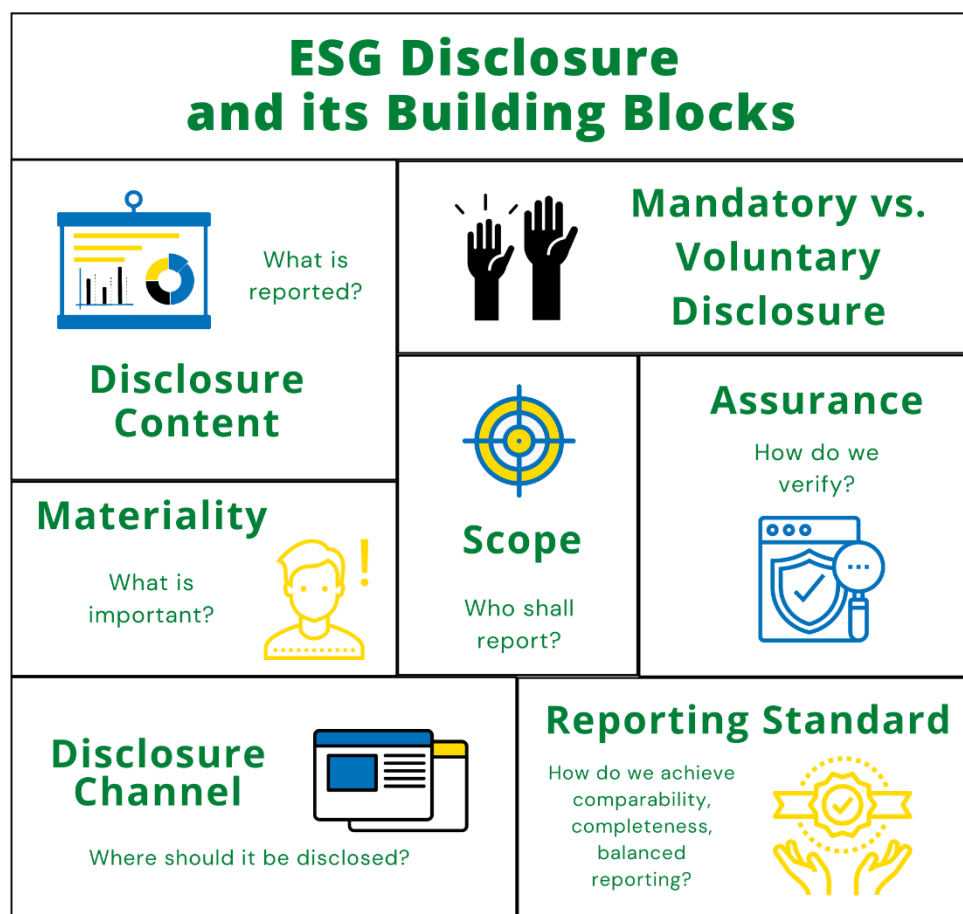 ESG Disclosure
and its Building Blocks
What is
reported?
Disclosure
Content
Mandatory vs.
Voluntary
Disclosure
Materiality
What is
important?
!
Scope
Who shall
report?
Assurance
How do we
verify?
Disclosure
Channel
Where should it be disclosed?
Reporting Standard
How do we achieve
comparability,
completeness,
balanced
reporting?